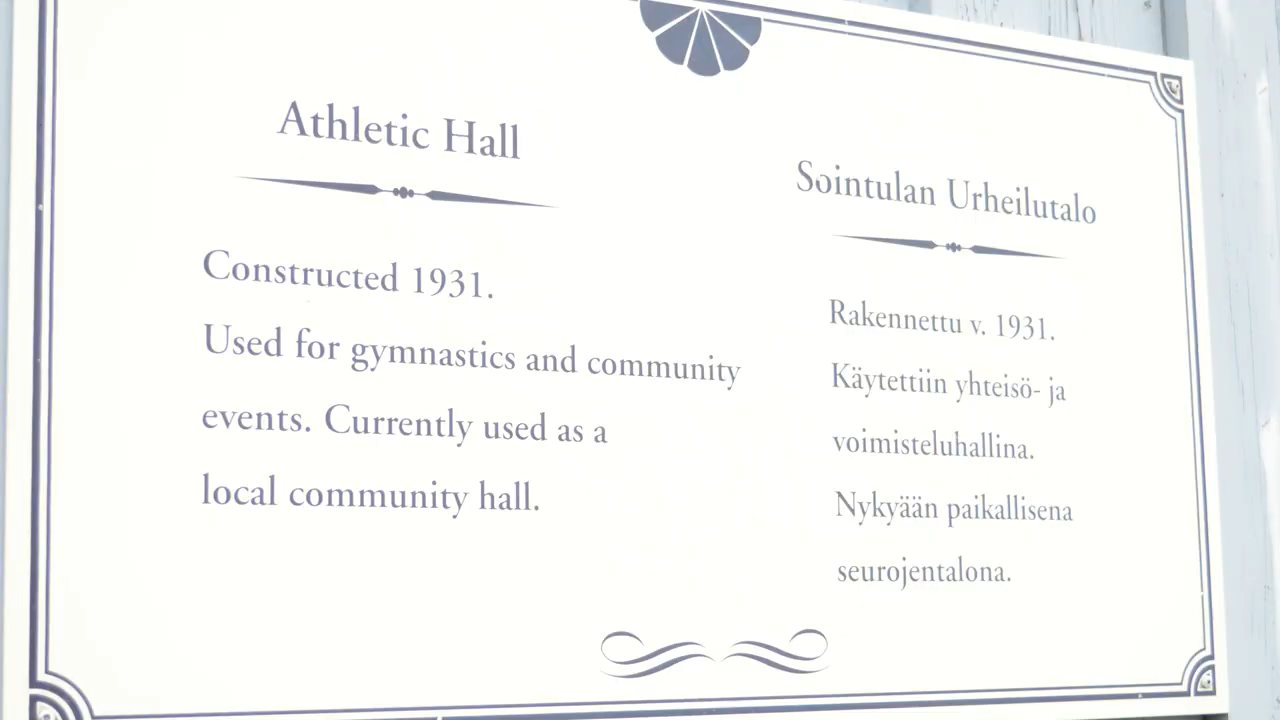 Athletic Hall
Constructed 1931.
Used for gymnastics and community
events. Currently used as a
local community hall.
Sointulan Urheilutalo
Rakennettu v. 1931.
Käytettiin yhteisö- ja
voimisteluhallina.
Nykyään paikallisena
seurojentalona.